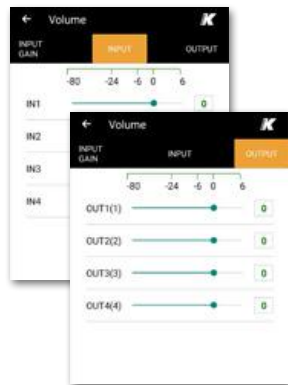 ← Volume K
INPUT GAIN INPUT OUTPUT
-80 -24 -6 0 6
IN1 0
IN2
IN3
IN4
← Volume K
INPUT GAIN INPUT OUTPUT
-80 -24 -6 0 6
OUT1(1) 0
OUT2(2) 0
OUT3(3) 0
OUT4(4) 0